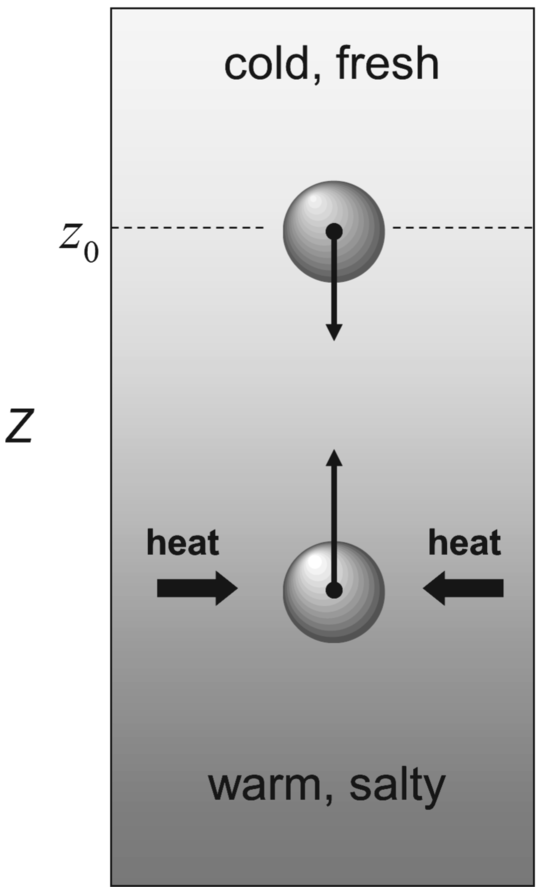 cold, fresh
z0
Z
heat
heat
warm, salty